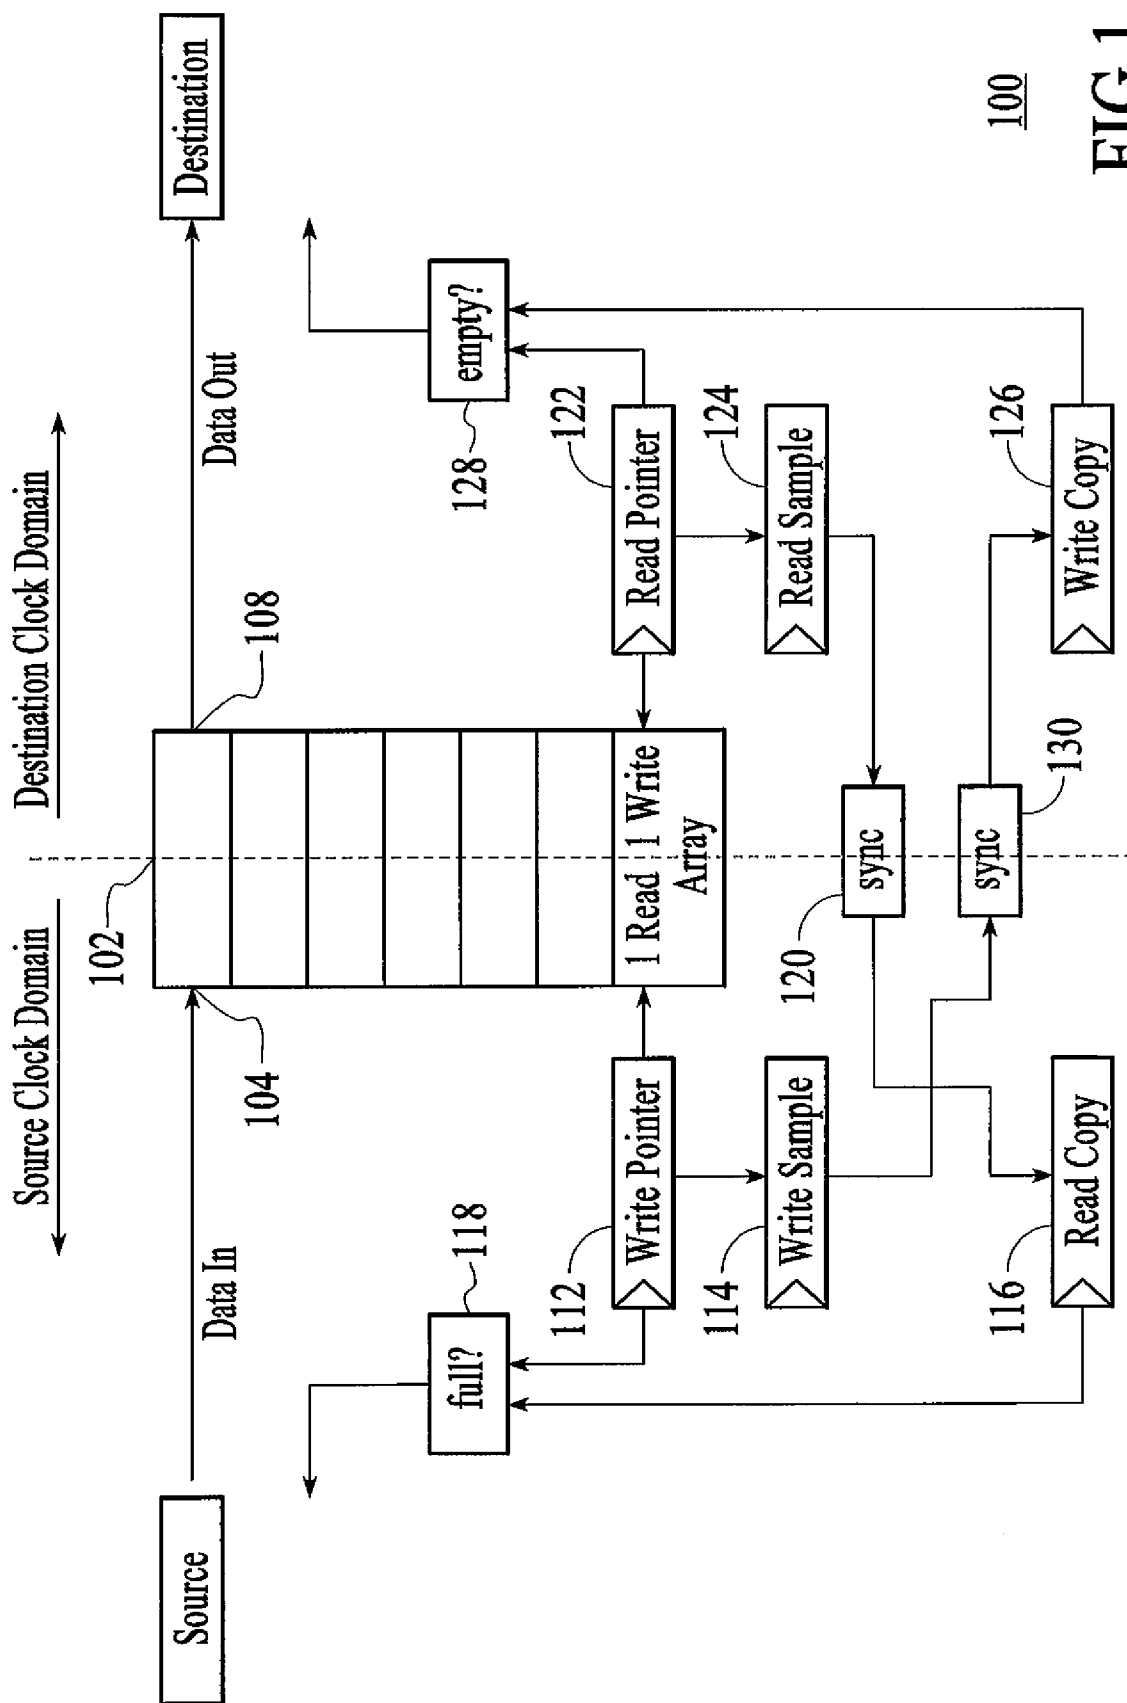 Source Clock Domain
Destination Clock Domain
Source
Data In
102
104
108
Data Out
Destination
full?
118
empty?
128
112
Write Pointer
1 Read 1 Write
Array
Read Pointer
122
114
Write Sample
Read Sample
124
120
sync
116
Read Copy
sync
130
Write Copy
126
100
FIG 1